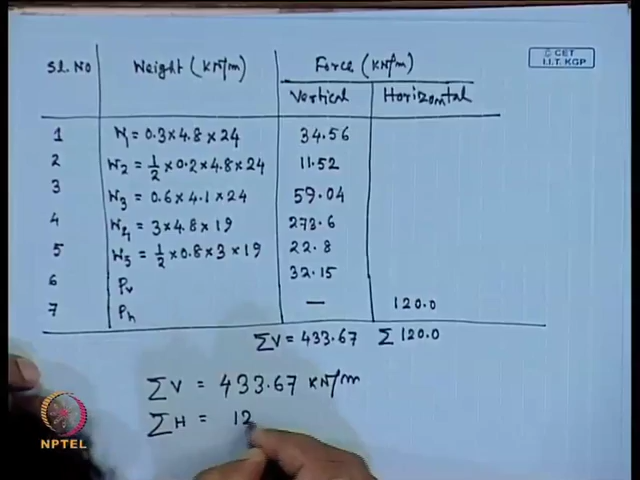 © CET
I.I.T. KGP
Sl. No Weight (KN/m) Force (KN/m)
Vertical Horizontal
1 W1 = 0.3×4.8×24 34.56
2 W2 = 1/2×0.2×4.8×24 11.52
3 W3 = 0.6×4.1×24 59.04
4 W4 = 3×4.8×19 273.6
5 W5 = 1/2×0.8×3×19 22.8
6 Pv 32.15
7 Ph — 120.0
ΣV = 433.67 Σ 120.0
ΣV = 433.67 KN/m
ΣH = 12
NPTEL